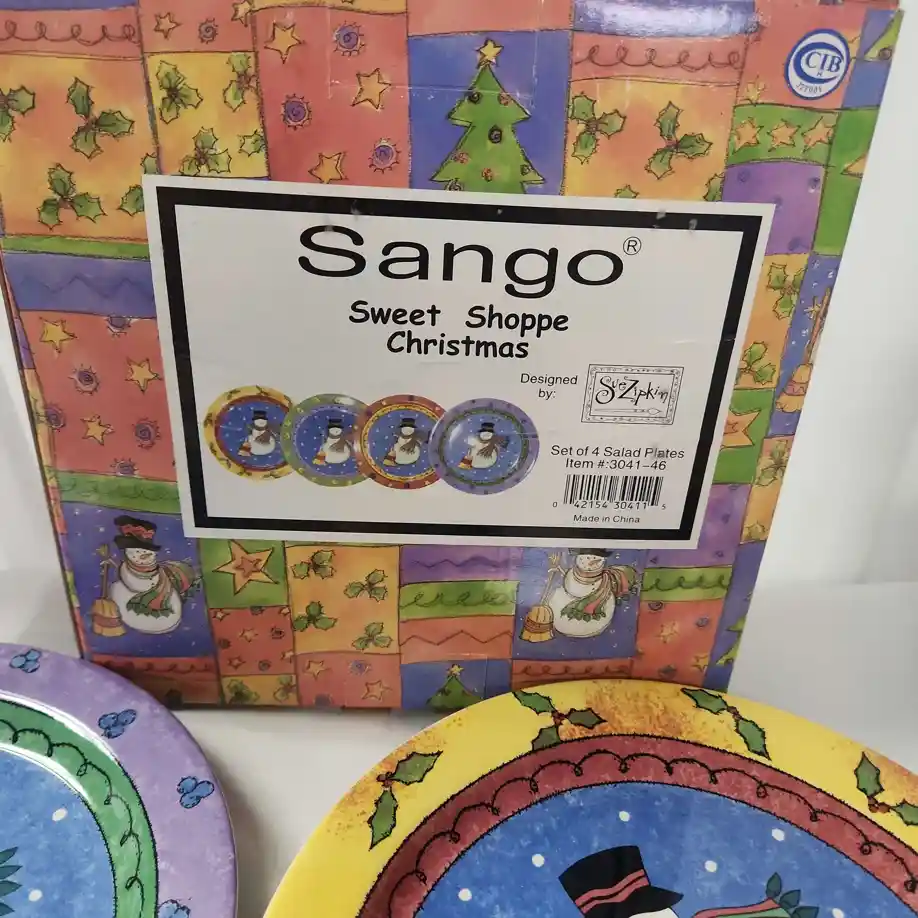 CIB
Sango®
Sweet Shoppe
Christmas
Designed
by:
Sue Zipkin
Set of 4 Salad Plates
Item #:3041-46
0 42154 30411 5
Made in China